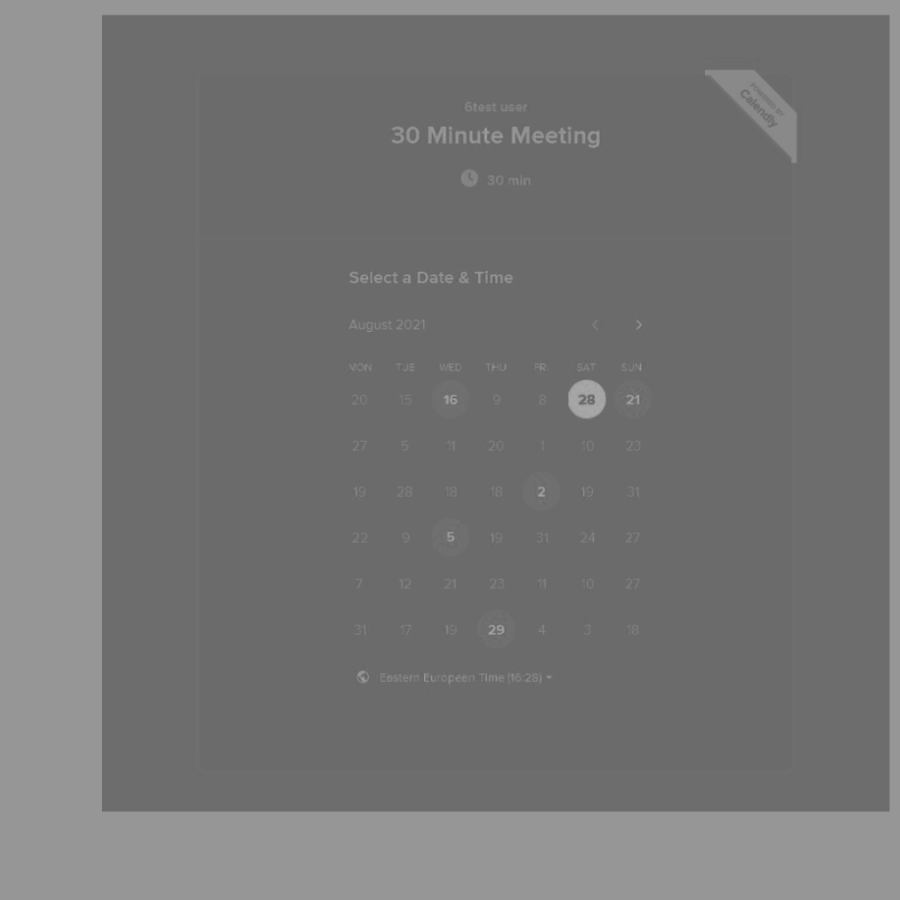 6test user
POWERED BY
Calendly
30 Minute Meeting
30 min
Select a Date & Time
August 2021
MON TUE WED THU FRI SAT SUN
20 15 16 9 8 28 21
27 5 11 20 1 10 23
19 28 18 18 2 19 31
22 9 5 19 31 24 27
7 12 21 23 11 10 27
31 17 19 29 4 3 18
Eastern European Time (16:28)